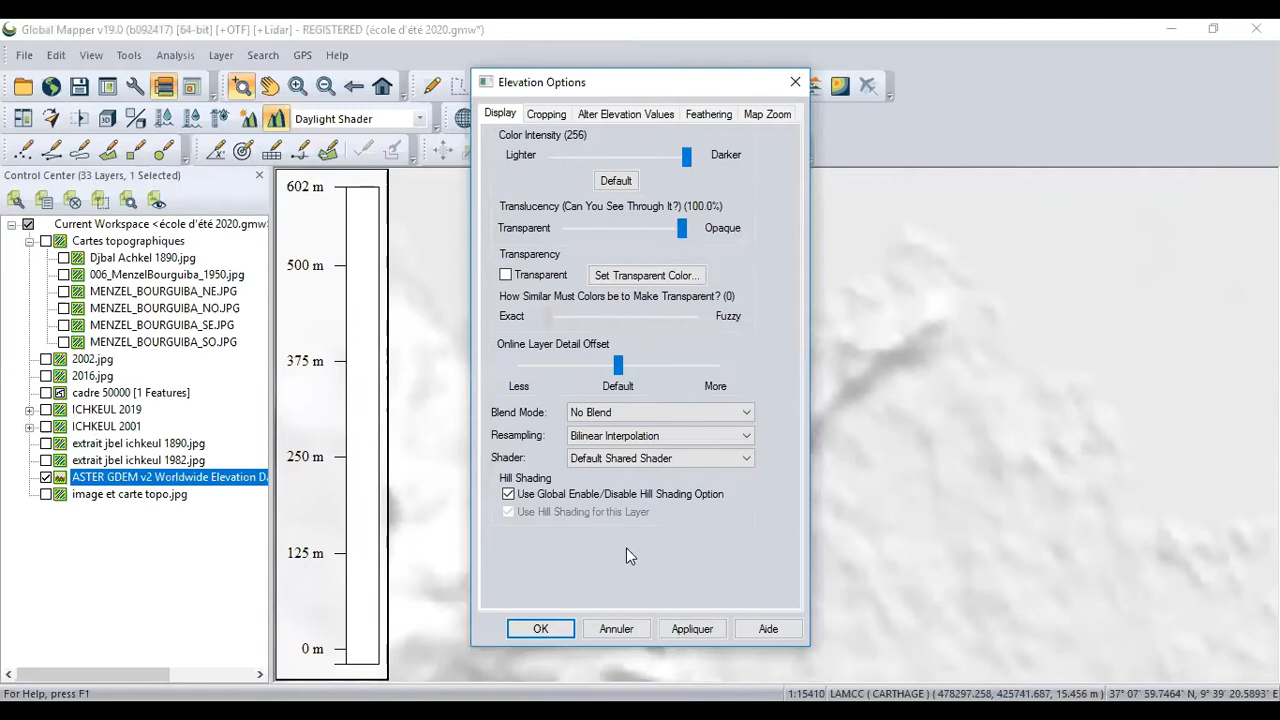 Global Mapper v19.0 (b092417) [64-bit] [+OTF] [+Lidar] - REGISTERED (école d'été 2020.gmw*)
File Edit View Tools Analysis Layer Search GPS Help
Daylight Shader
Control Center (33 Layers, 1 Selected)
Current Workspace <école d'été 2020.gmw
Cartes topographiques
Djbal Achkel 1890.jpg
006_MenzelBourguiba_1950.jpg
MENZEL_BOURGUIBA_NE.JPG
MENZEL_BOURGUIBA_NO.JPG
MENZEL_BOURGUIBA_SE.JPG
MENZEL_BOURGUIBA_SO.JPG
2002.jpg
2016.jpg
cadre 50000 [1 Features]
ICHKEUL 2019
ICHKEUL 2001
extrait jbel ichkeul 1890.jpg
extrait jbel ichkeul 1982.jpg
ASTER GDEM v2 Worldwide Elevation Da
image et carte topo.jpg
602 m
500 m
375 m
250 m
125 m
0 m
Elevation Options
Display Cropping Alter Elevation Values Feathering Map Zoom
Color Intensity (256)
Lighter Darker
Default
Translucency (Can You See Through It?) (100.0%)
Transparent Opaque
Transparency
Transparent Set Transparent Color...
How Similar Must Colors be to Make Transparent? (0)
Exact Fuzzy
Online Layer Detail Offset
Less Default More
Blend Mode: No Blend
Resampling: Bilinear Interpolation
Shader: Default Shared Shader
Hill Shading
Use Global Enable/Disable Hill Shading Option
Use Hill Shading for this Layer
OK Annuler Appliquer Aide
For Help, press F1
1:15410 LAMCC (CARTHAGE) ( 478297.258, 425741.687, 15.456 m ) 37° 07' 59.7464" N, 9° 39' 20.5893" E